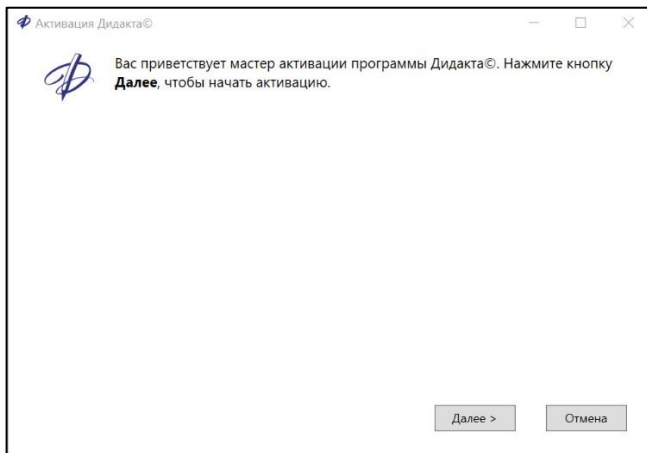 Активация Дидакта©
Вас приветствует мастер активации программы Дидакта©. Нажмите кнопку
Далее, чтобы начать активацию.
Далее >
Отмена